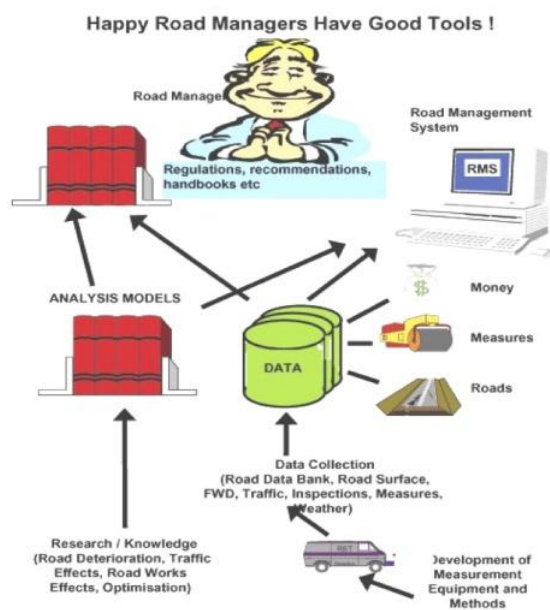 Happy Road Managers Have Good Tools !
Road Manager
Road Management
System
RMS
Regulations, recommendations,
handbooks etc
Money
ANALYSIS MODELS
Measures
DATA
Roads
Data Collection
(Road Data Bank, Road Surface,
FWD, Traffic, Inspections, Measures,
Weather)
Research / Knowledge
(Road Deterioration, Traffic
Effects, Road Works
Effects, Optimisation)
Development of
Measurement
Equipment and
Methods